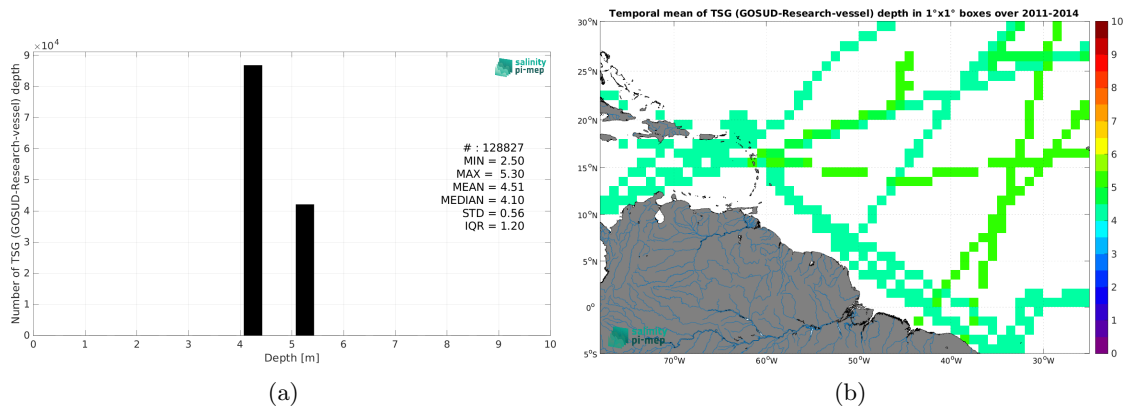 ×10⁴
9
8
7
6
5
4
3
2
1
0
Number of TSG (GOSUD-Research-vessel) depth
salinity
pi-mep
# : 128827
MIN = 2.50
MAX = 5.30
MEAN = 4.51
MEDIAN = 4.10
STD = 0.56
IQR = 1.20
0 1 2 3 4 5 6 7 8 9 10
Depth [m]
(a)
Temporal mean of TSG (GOSUD-Research-vessel) depth in 1°x1° boxes over 2011-2014
30°N
25°N
20°N
15°N
10°N
5°N
0°
5°S
salinity
pi-mep
70°W 60°W 50°W 40°W 30°W
10
9
8
7
6
5
4
3
2
1
0
(b)